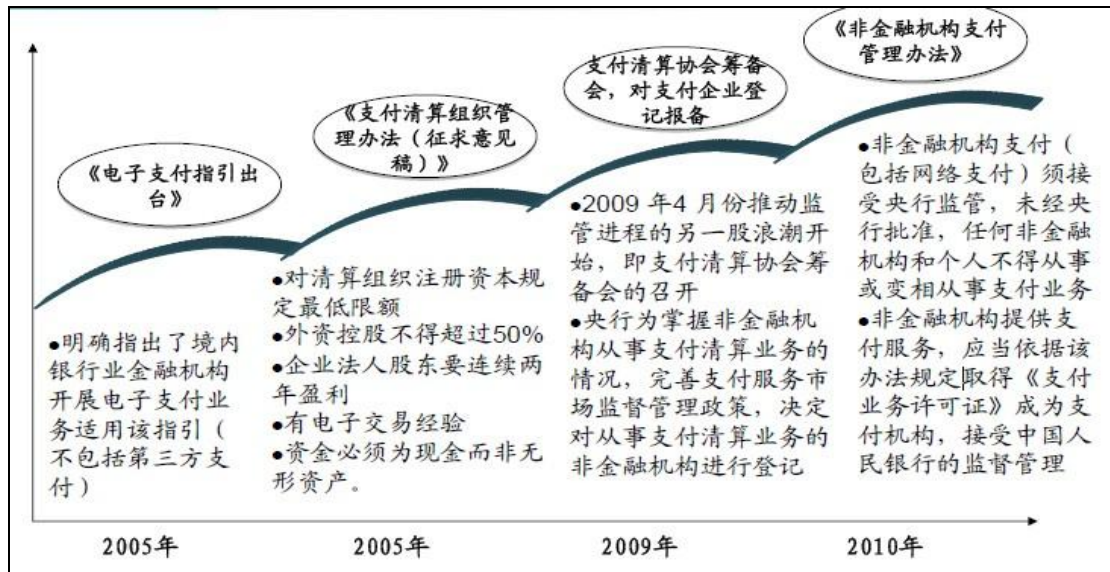 《电子支付指引出
台》
《支付清算组织管
理办法（征求意见
稿）》
支付清算协会筹备
会，对支付企业登
记报备
《非金融机构支付
管理办法》
●明确指出了境内
银行业金融机构
开展电子支付业
务适用该指引（
不包括第三方支
付）
●对清算组织注册资本规
定最低限额
●外资控股不得超过50%
●企业法人股东要连续两
年盈利
●有电子交易经验
●资金必须为现金而非无
形资产。
●2009 年4 月份推动监
管进程的另一股浪潮开
始，即支付清算协会筹
备会的召开
●央行为掌握非金融机
构从事支付清算业务的
情况，完善支付服务市
场监督管理政策，决定
对从事支付清算业务的
非金融机构进行登记
●非金融机构支付（
包括网络支付）须接
受央行监管，未经央
行批准，任何非金融
机构和个人不得从事
或变相从事支付业务
●非金融机构提供支
付服务，应当依据该
办法规定取得《支付
业务许可证》成为支
付机构，接受中国人
民银行的监督管理
2005年
2005年
2009年
2010年